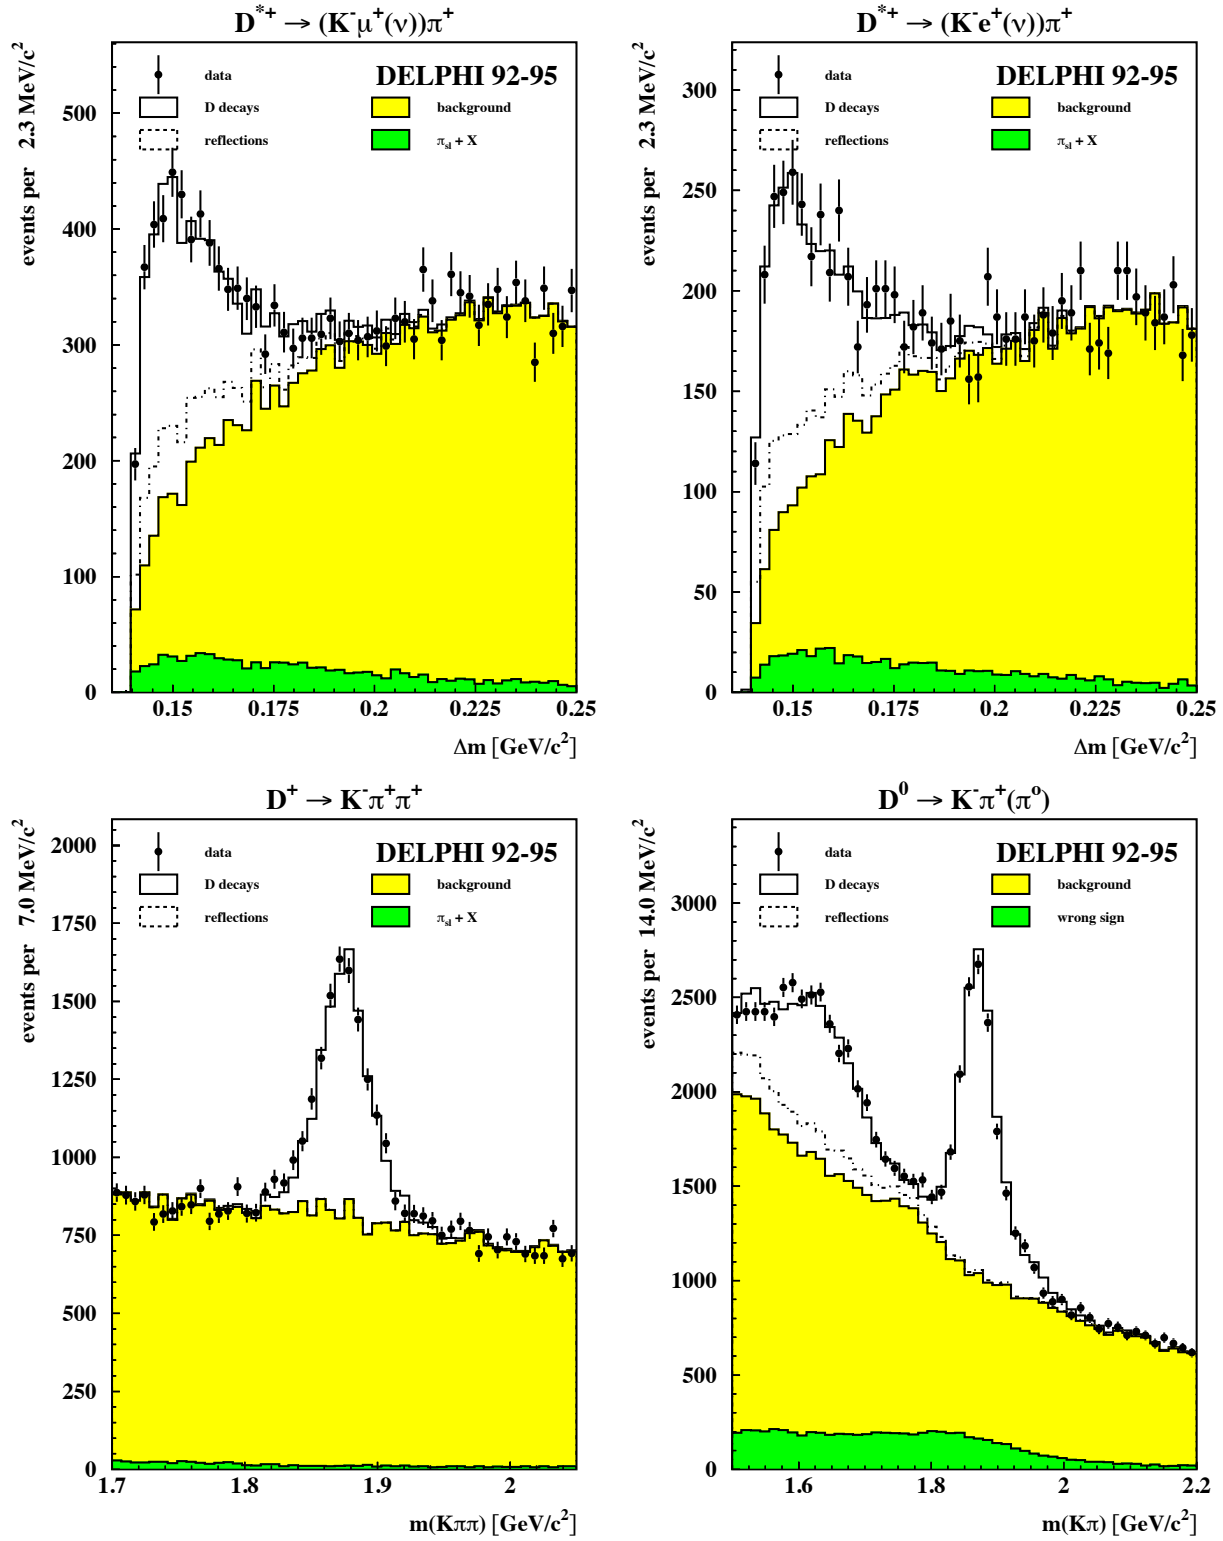 D*+ → (K-μ+(ν))π+
events per 2.3 MeV/c2
data
D decays
reflections
DELPHI 92-95
background
πsl + X
500
400
300
200
100
0
0.15 0.175 0.2 0.225 0.25
Δm [GeV/c2]
D*+ → (K-e+(ν))π+
events per 2.3 MeV/c2
data
D decays
reflections
DELPHI 92-95
background
πsl + X
300
250
200
150
100
50
0
0.15 0.175 0.2 0.225 0.25
Δm [GeV/c2]
D+ → K-π+π+
events per 7.0 MeV/c2
data
D decays
reflections
DELPHI 92-95
background
πsl + X
2000
1750
1500
1250
1000
750
500
250
0
1.7 1.8 1.9 2
m(Kππ) [GeV/c2]
D0 → K-π+(πo)
events per 14.0 MeV/c2
data
D decays
reflections
DELPHI 92-95
background
wrong sign
3000
2500
2000
1500
1000
500
0
1.6 1.8 2 2.2
m(Kπ) [GeV/c2]